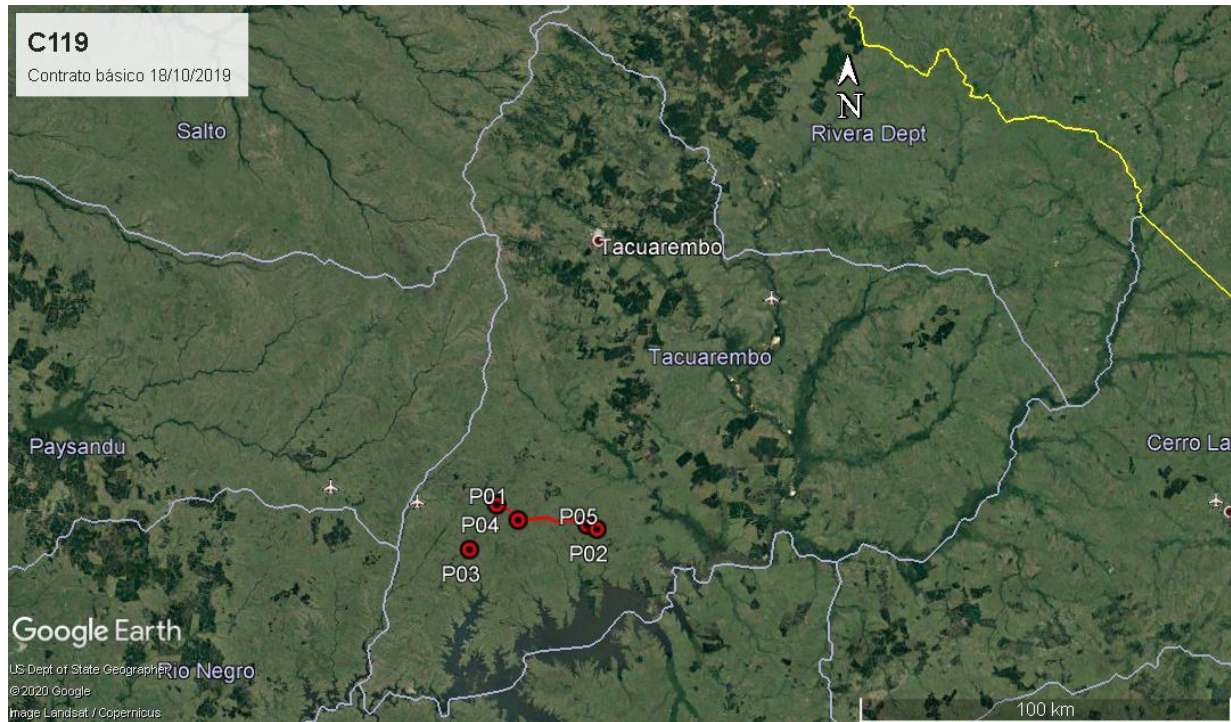 C119
Contrato básico 18/10/2019
N
Salto
Rivera Dept
Tacuarembo
Tacuarembo
Paysandu
Cerro La
P01
P04
P05
P02
P03
Google Earth
US Dept of State Geographer
Rio Negro
© 2020 Google
Image Landsat / Copernicus
100 km